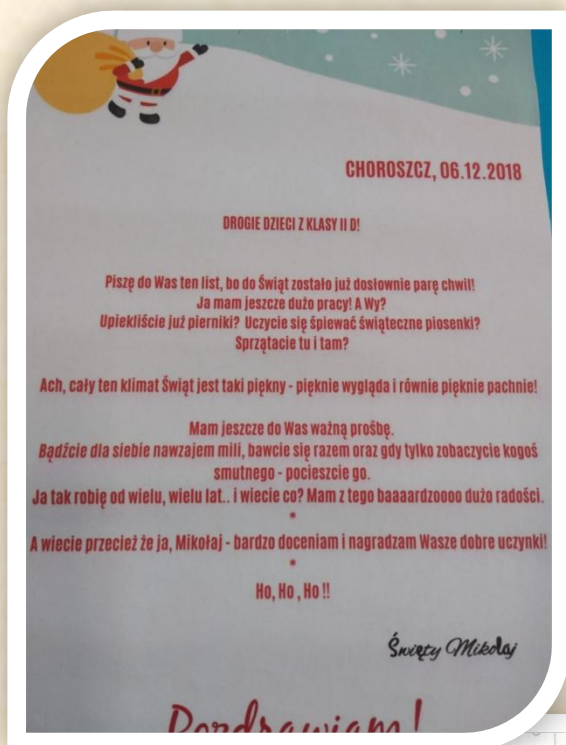 CHOROSZCZ, 06.12.2018
DROGIE DZIECI Z KLASY II D!
Piszę do Was ten list, bo do Świąt zostało już dosłownie parę chwil!
Ja mam jeszcze dużo pracy! A Wy?
Upiekliście już pierniki? Uczycie się śpiewać świąteczne piosenki?
Sprzątacie tu i tam?
Ach, cały ten klimat Świąt jest taki piękny - pięknie wygląda i równie pięknie pachnie!
Mam jeszcze do Was ważną prośbę.
Bądźcie dla siebie nawzajem mili, bawcie się razem oraz gdy tylko zobaczycie kogoś
smutnego - pocieszcie go.
Ja tak robię od wielu, wielu lat.. i wiecie co? Mam z tego baaaardzoooo dużo radości.
*
A wiecie przecież że ja, Mikołaj - bardzo doceniam i nagradzam Wasze dobre uczynki!
*
Ho, Ho , Ho !!
Święty Mikołaj
Pozdrawiam!